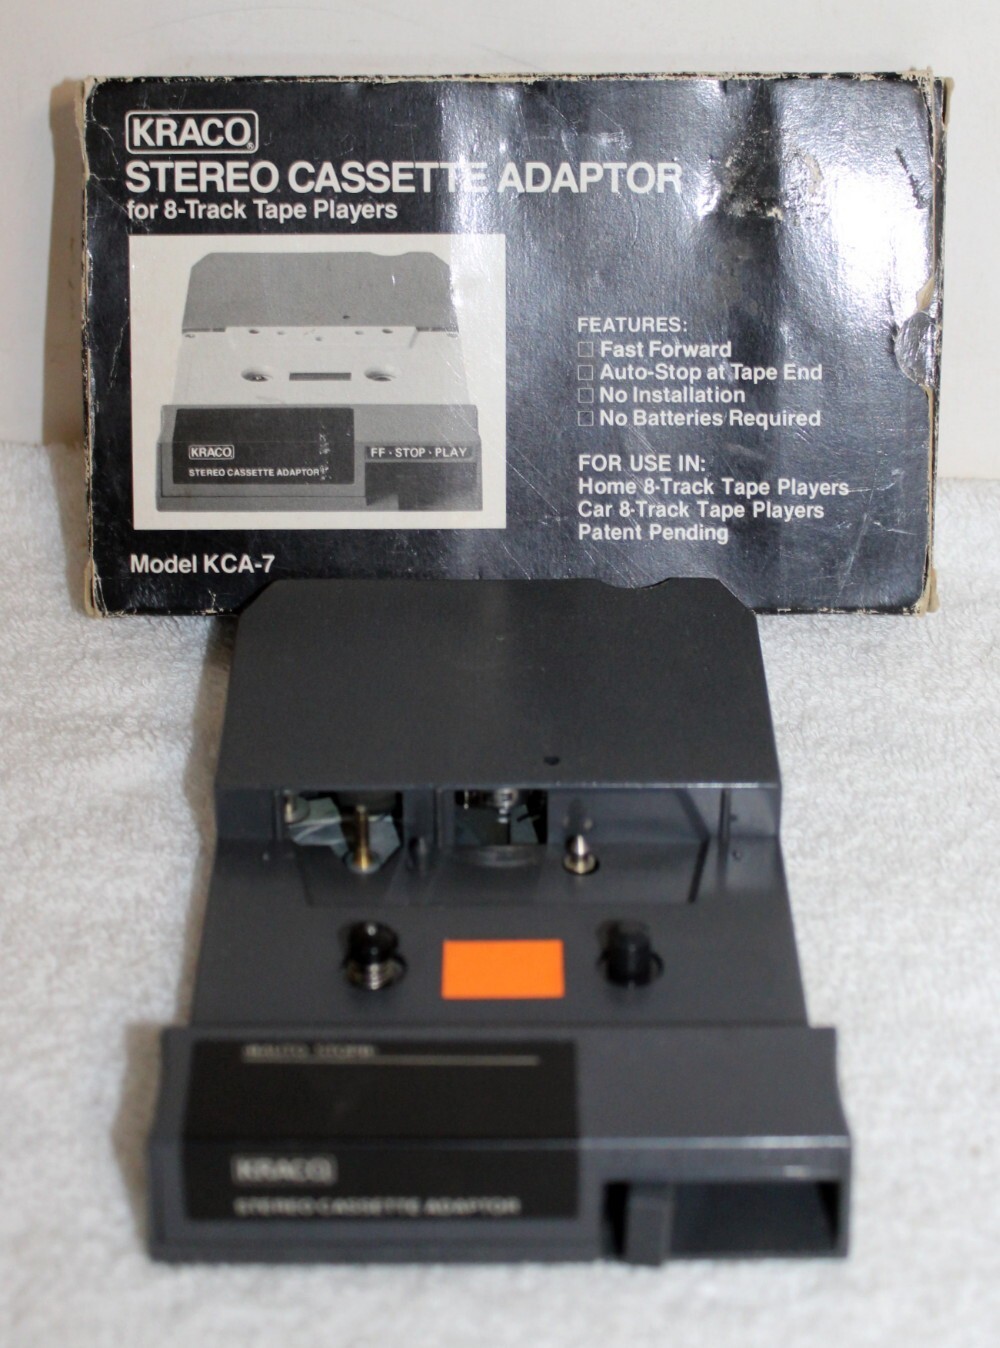 KRACO®
STEREO CASSETTE ADAPTOR
for 8-Track Tape Players
FEATURES:
☐ Fast Forward
☐ Auto-Stop at Tape End
☐ No Installation
☐ No Batteries Required
FOR USE IN:
Home 8-Track Tape Players
Car 8-Track Tape Players
Patent Pending
KRACO
STEREO CASSETTE ADAPTOR
FF · STOP · PLAY
Model KCA-7
AUTO STOP
KRACO
STEREO CASSETTE ADAPTOR